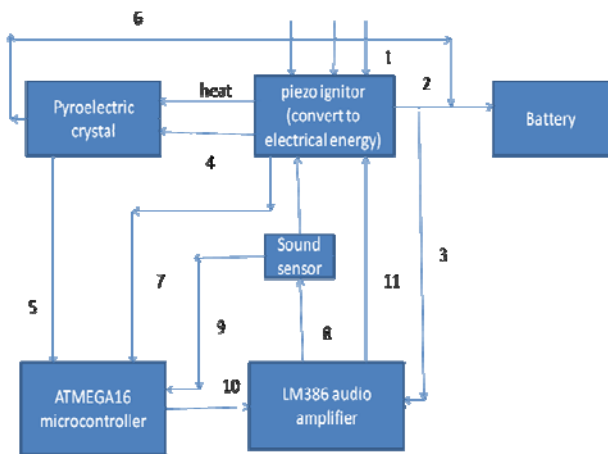 6
1
heat
2
Pyroelectric
crystal
piezo ignitor
(convert to
electrical energy)
Battery
4
Sound
sensor
3
7
11
5
9
8
10
ATMEGA16
microcontroller
LM386 audio
amplifier